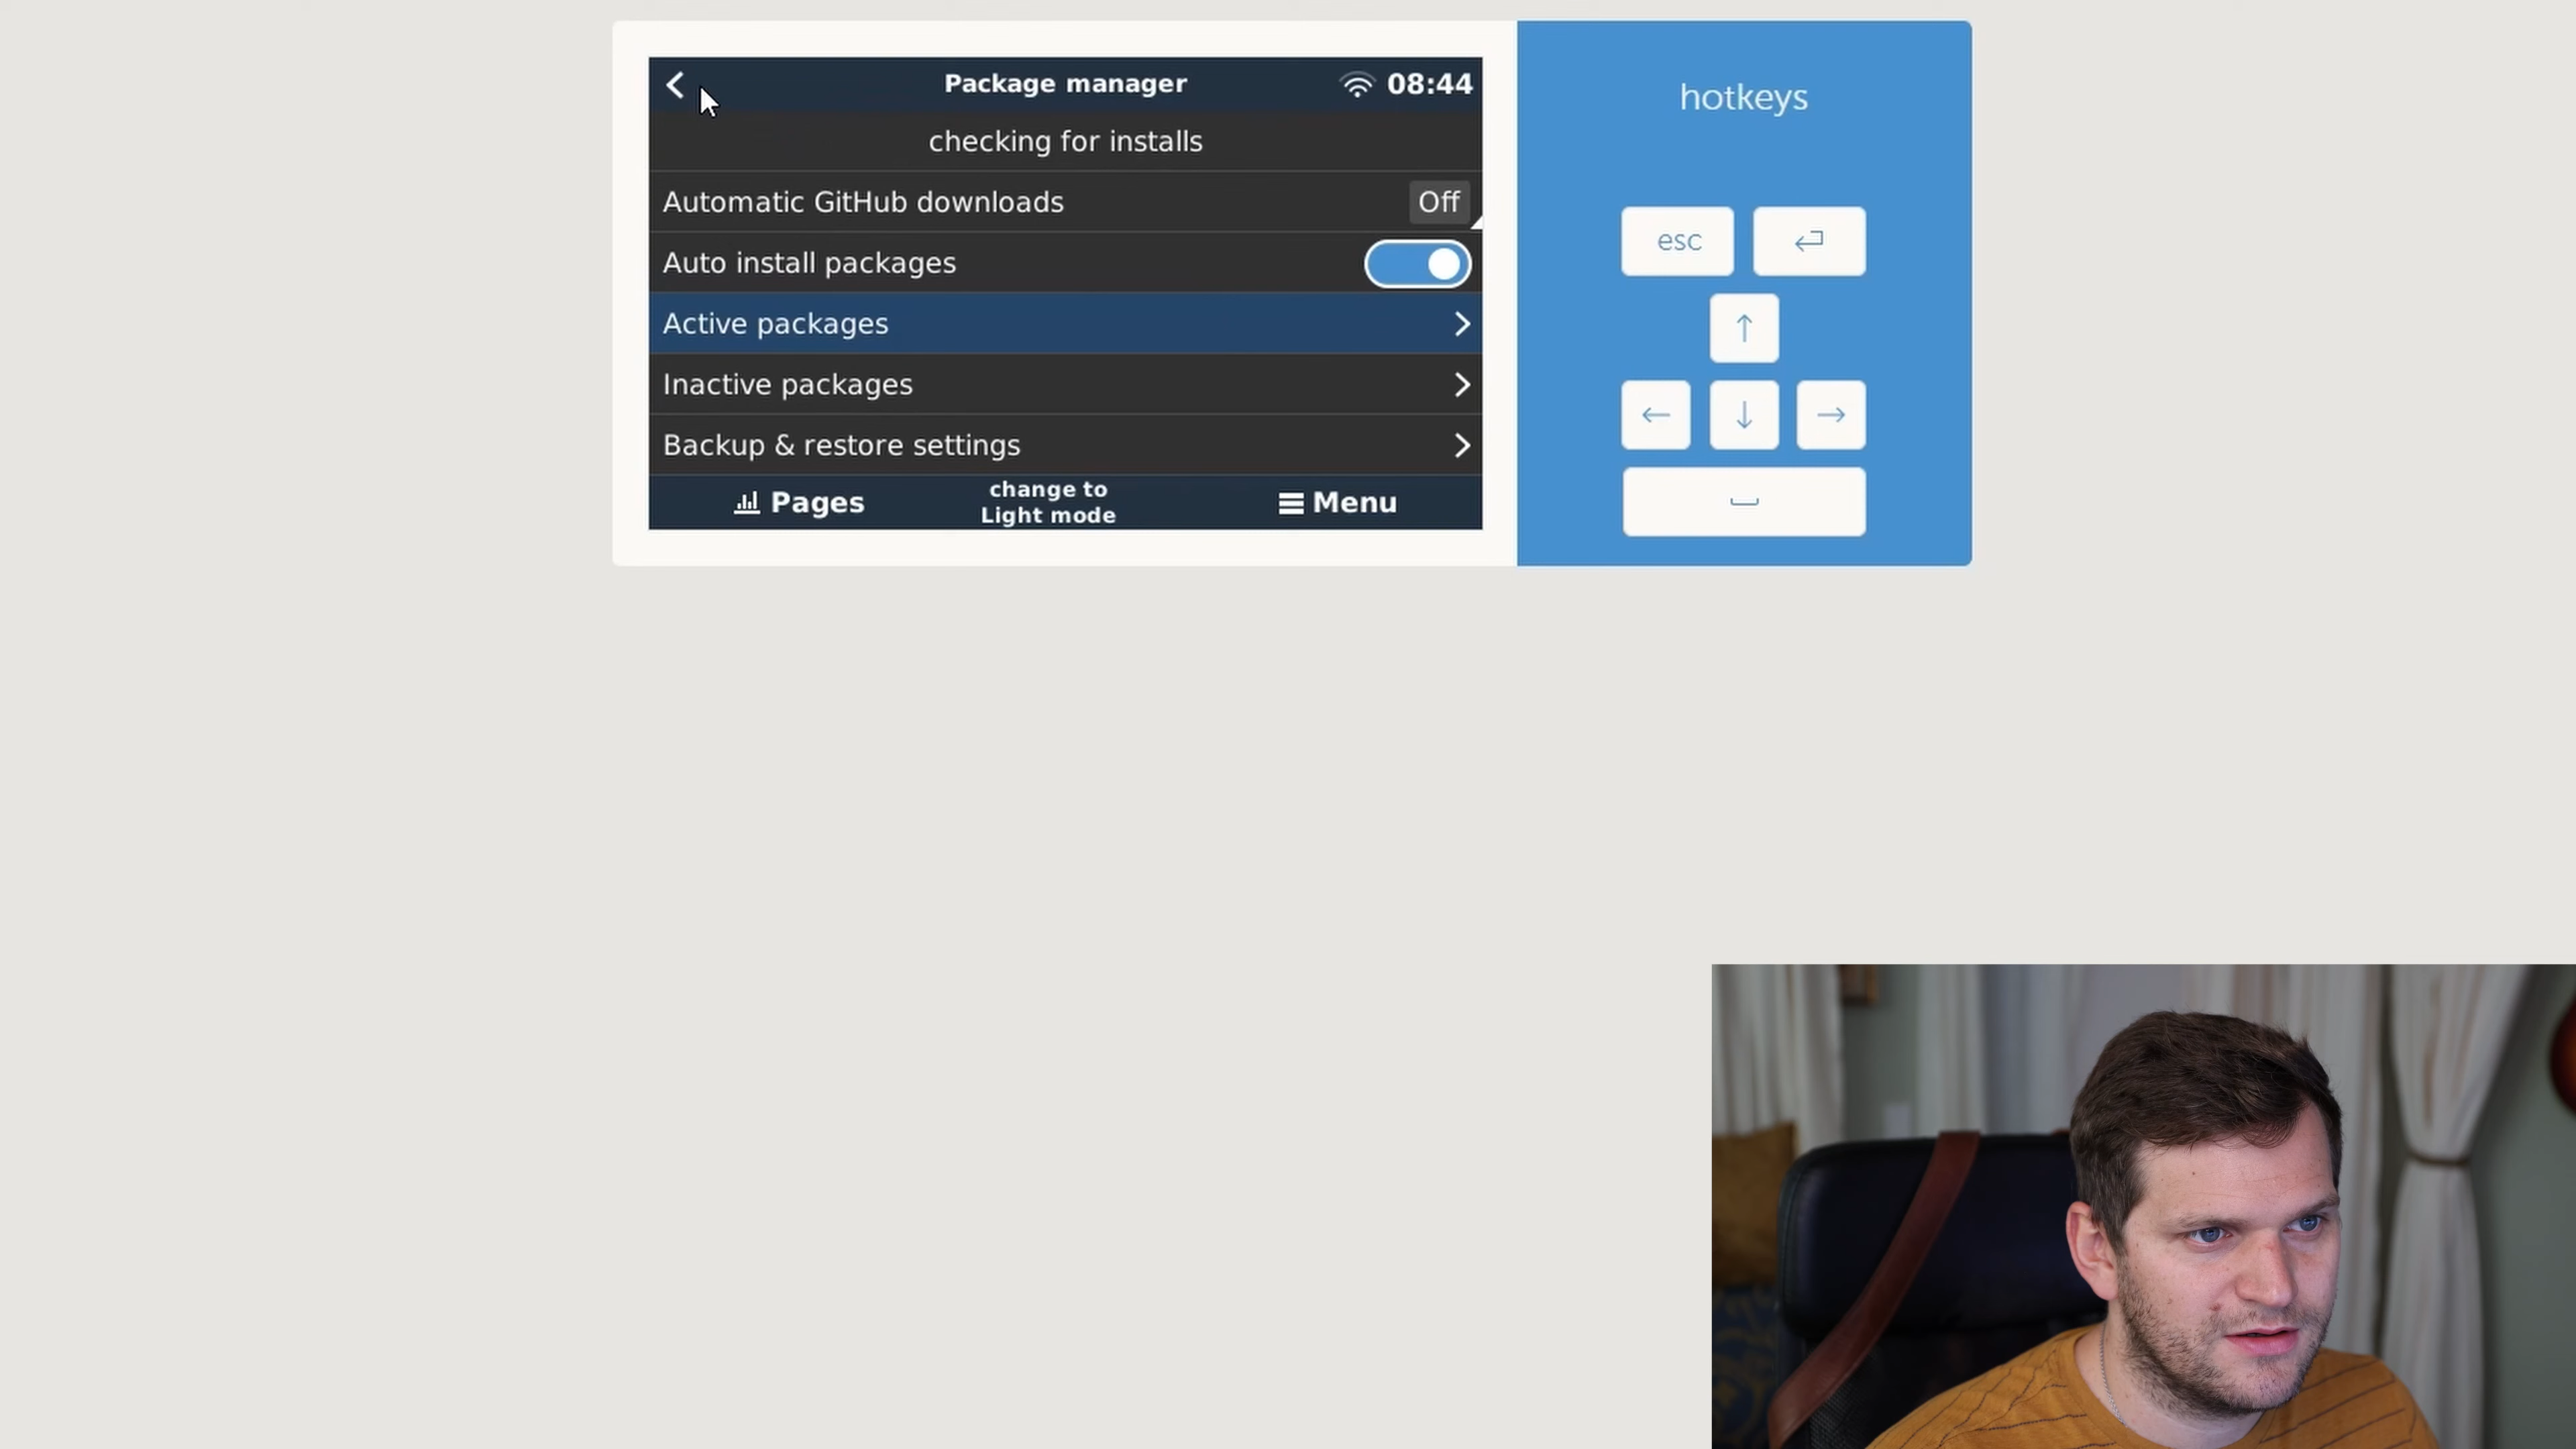 Package manager
08:44
checking for installs
Automatic GitHub downloads
Off
Auto install packages
Active packages
Inactive packages
Backup & restore settings
Pages
change to
Light mode
Menu
hotkeys
esc